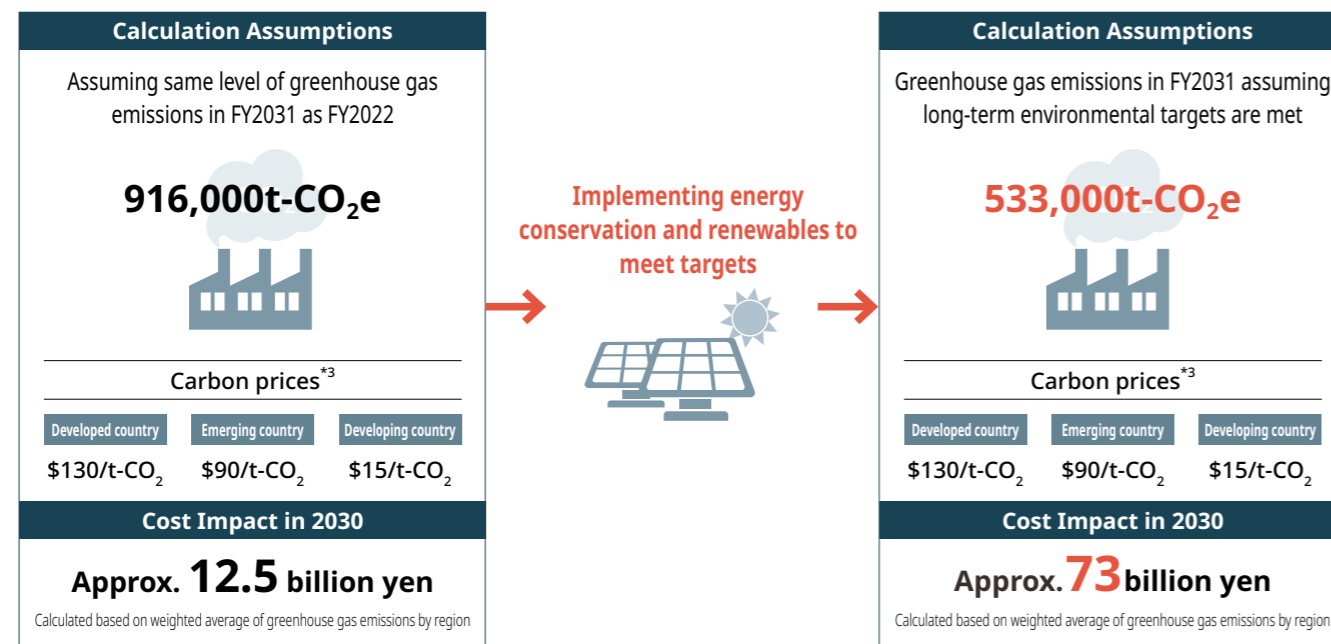 Calculation Assumptions
Assuming same level of greenhouse gas
emissions in FY2031 as FY2022
916,000t-CO₂e
Carbon prices*3
Developed country Emerging country Developing country
$130/t-CO₂ $90/t-CO₂ $15/t-CO₂
Cost Impact in 2030
Approx. 12.5 billion yen
Calculated based on weighted average of greenhouse gas emissions by region
Implementing energy
conservation and renewables to
meet targets
Calculation Assumptions
Greenhouse gas emissions in FY2031 assuming
long-term environmental targets are met
533,000t-CO₂e
Carbon prices*3
Developed country Emerging country Developing country
$130/t-CO₂ $90/t-CO₂ $15/t-CO₂
Cost Impact in 2030
Approx. 73 billion yen
Calculated based on weighted average of greenhouse gas emissions by region